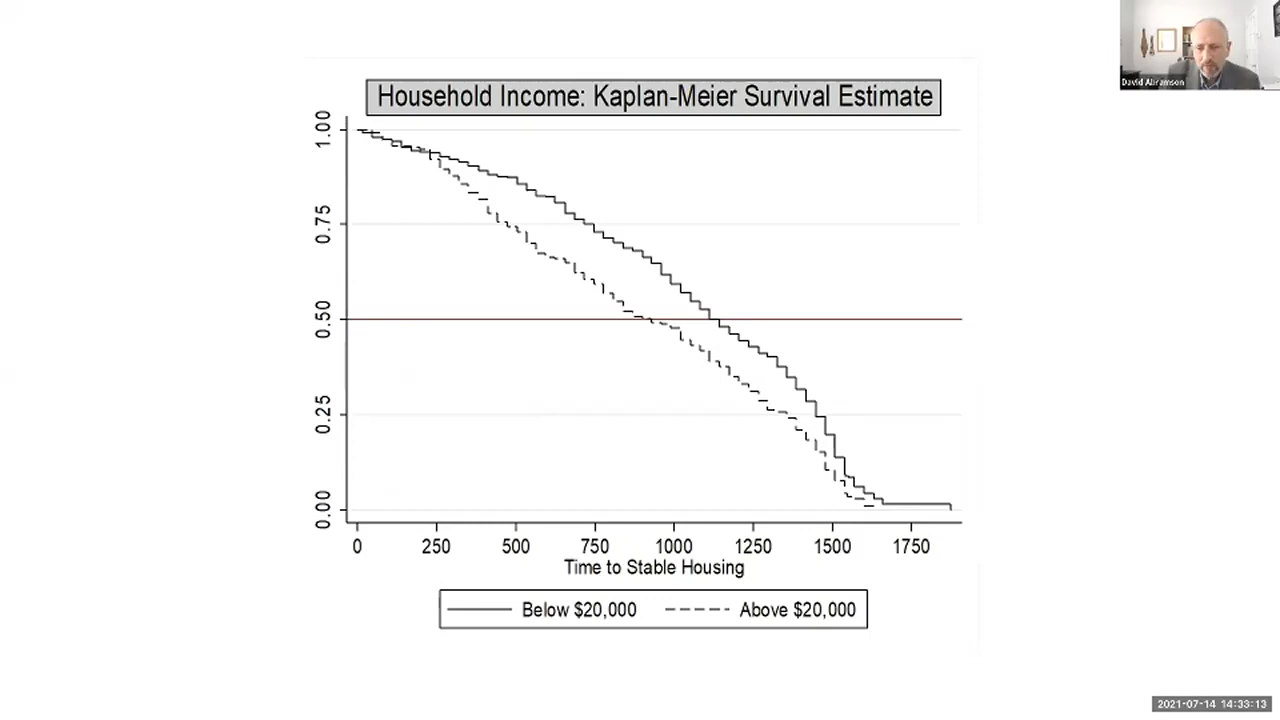 David Abramson
Household Income: Kaplan-Meier Survival Estimate
1.00
0.75
0.50
0.25
0.00
0 250 500 750 1000 1250 1500 1750
Time to Stable Housing
Below $20,000 Above $20,000
2021-07-14 14:33:13